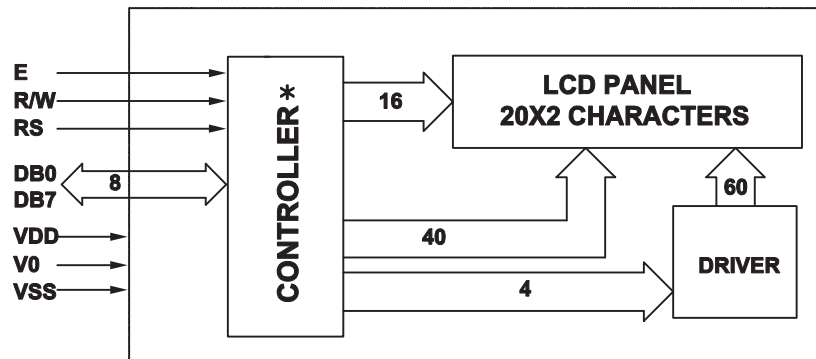 E
R/W
RS
DB0
DB7
8
VDD
V0
VSS
CONTROLLER*
16
LCD PANEL
20X2 CHARACTERS
40
60
4
DRIVER